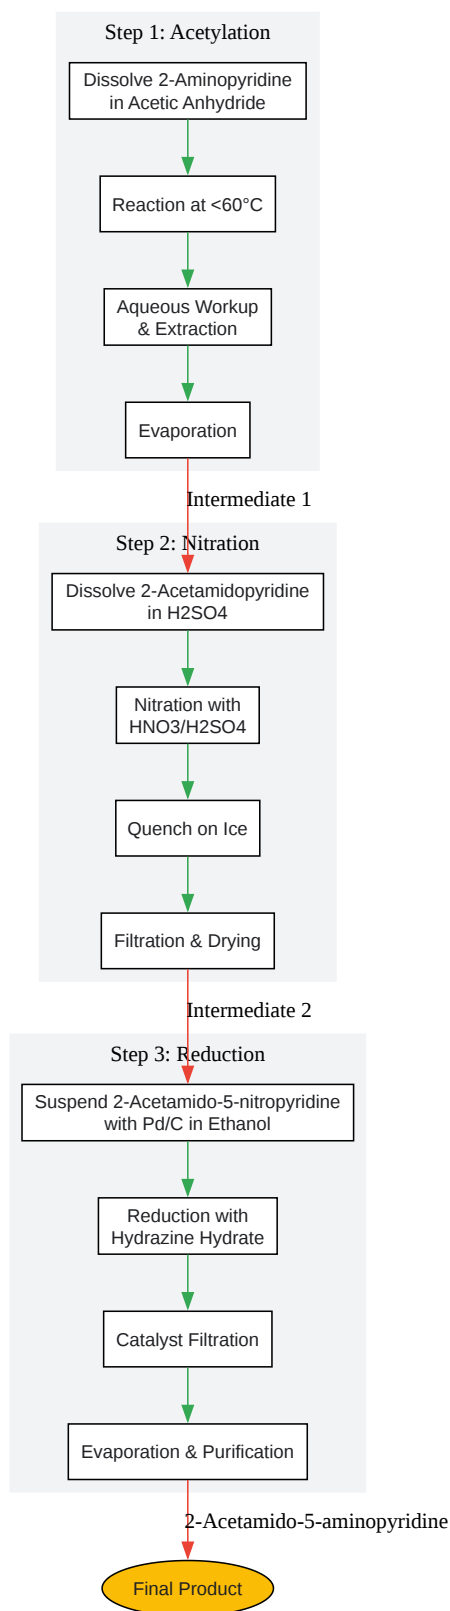 Step 1: Acetylation
Dissolve 2-Aminopyridine
in Acetic Anhydride
Reaction at <60°C
Aqueous Workup
& Extraction
Evaporation
Intermediate 1
Step 2: Nitration
Dissolve 2-Acetamidopyridine
in H2SO4
Nitration with
HNO3/H2SO4
Quench on Ice
Filtration & Drying
Intermediate 2
Step 3: Reduction
Suspend 2-Acetamido-5-nitropyridine
with Pd/C in Ethanol
Reduction with
Hydrazine Hydrate
Catalyst Filtration
Evaporation & Purification
2-Acetamido-5-aminopyridine
Final Product